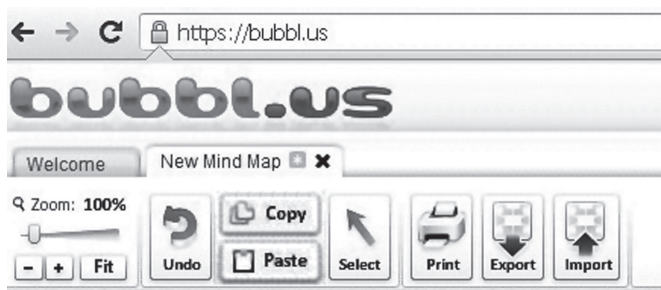 https://bubbl.us
bubbl.us
Welcome New Mind Map
Zoom: 100%
Copy
Paste
- + Fit Undo Select Print Export Import